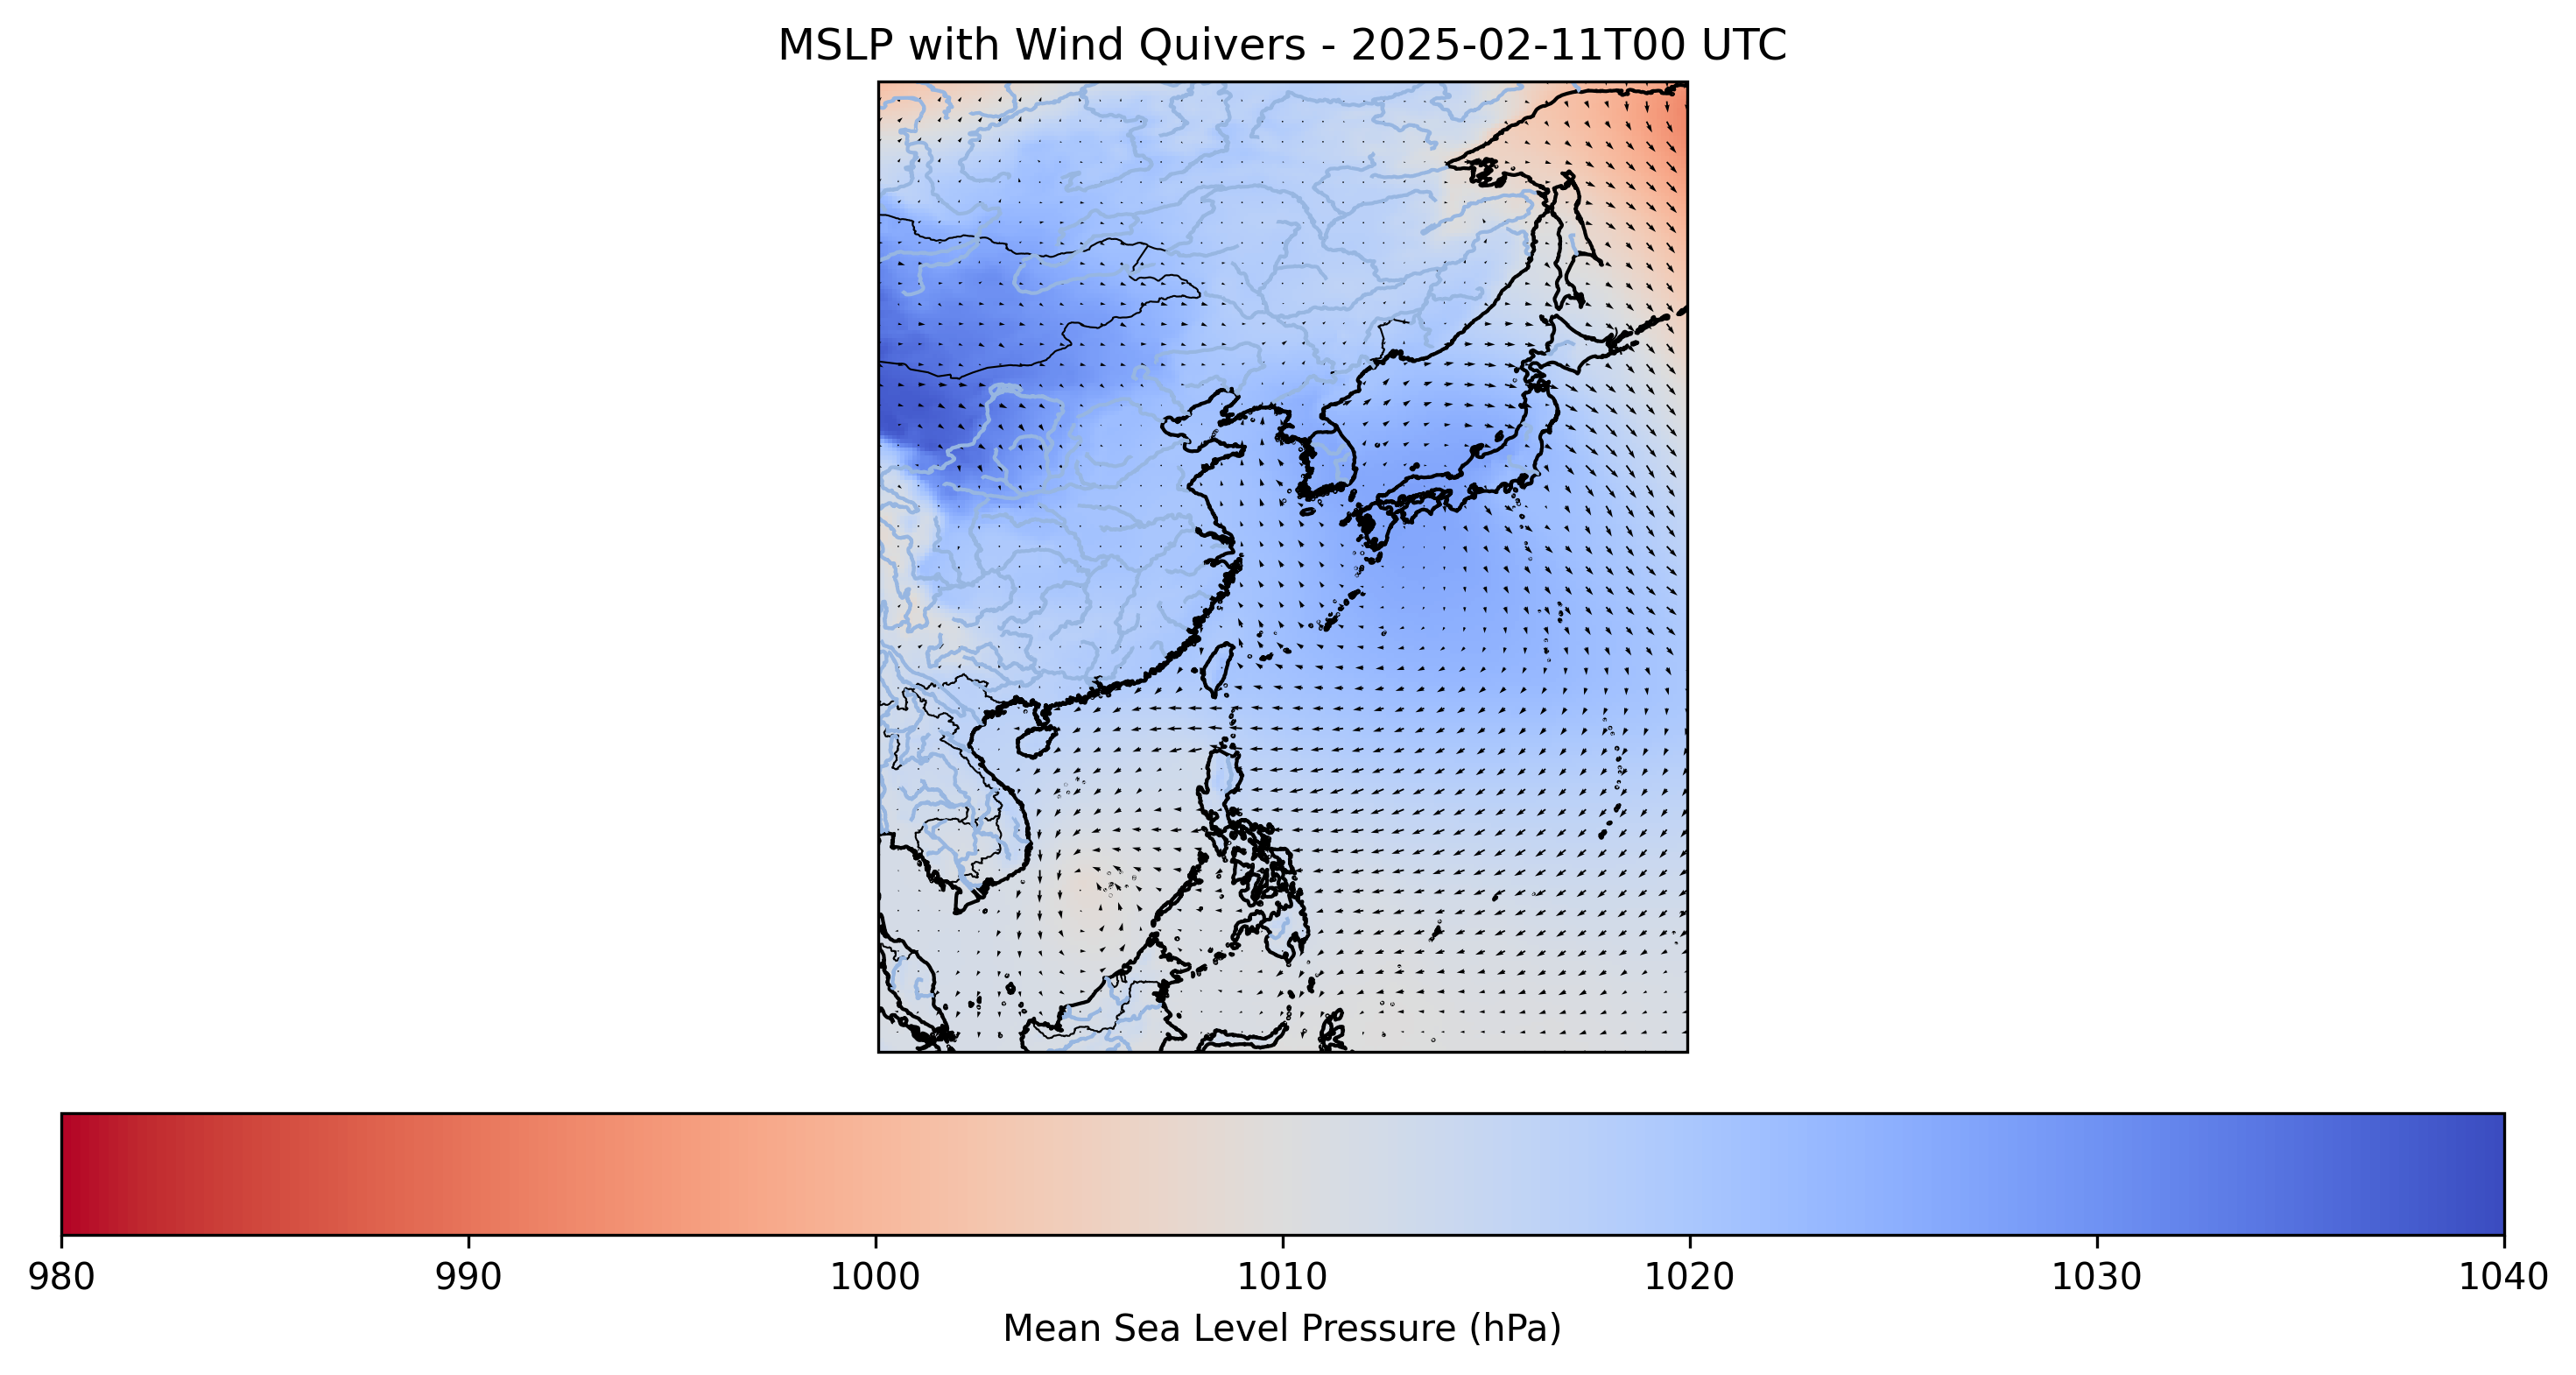 MSLP with Wind Quivers - 2025-02-11T00 UTC
980 990 1000 1010 1020 1030 1040
Mean Sea Level Pressure (hPa)